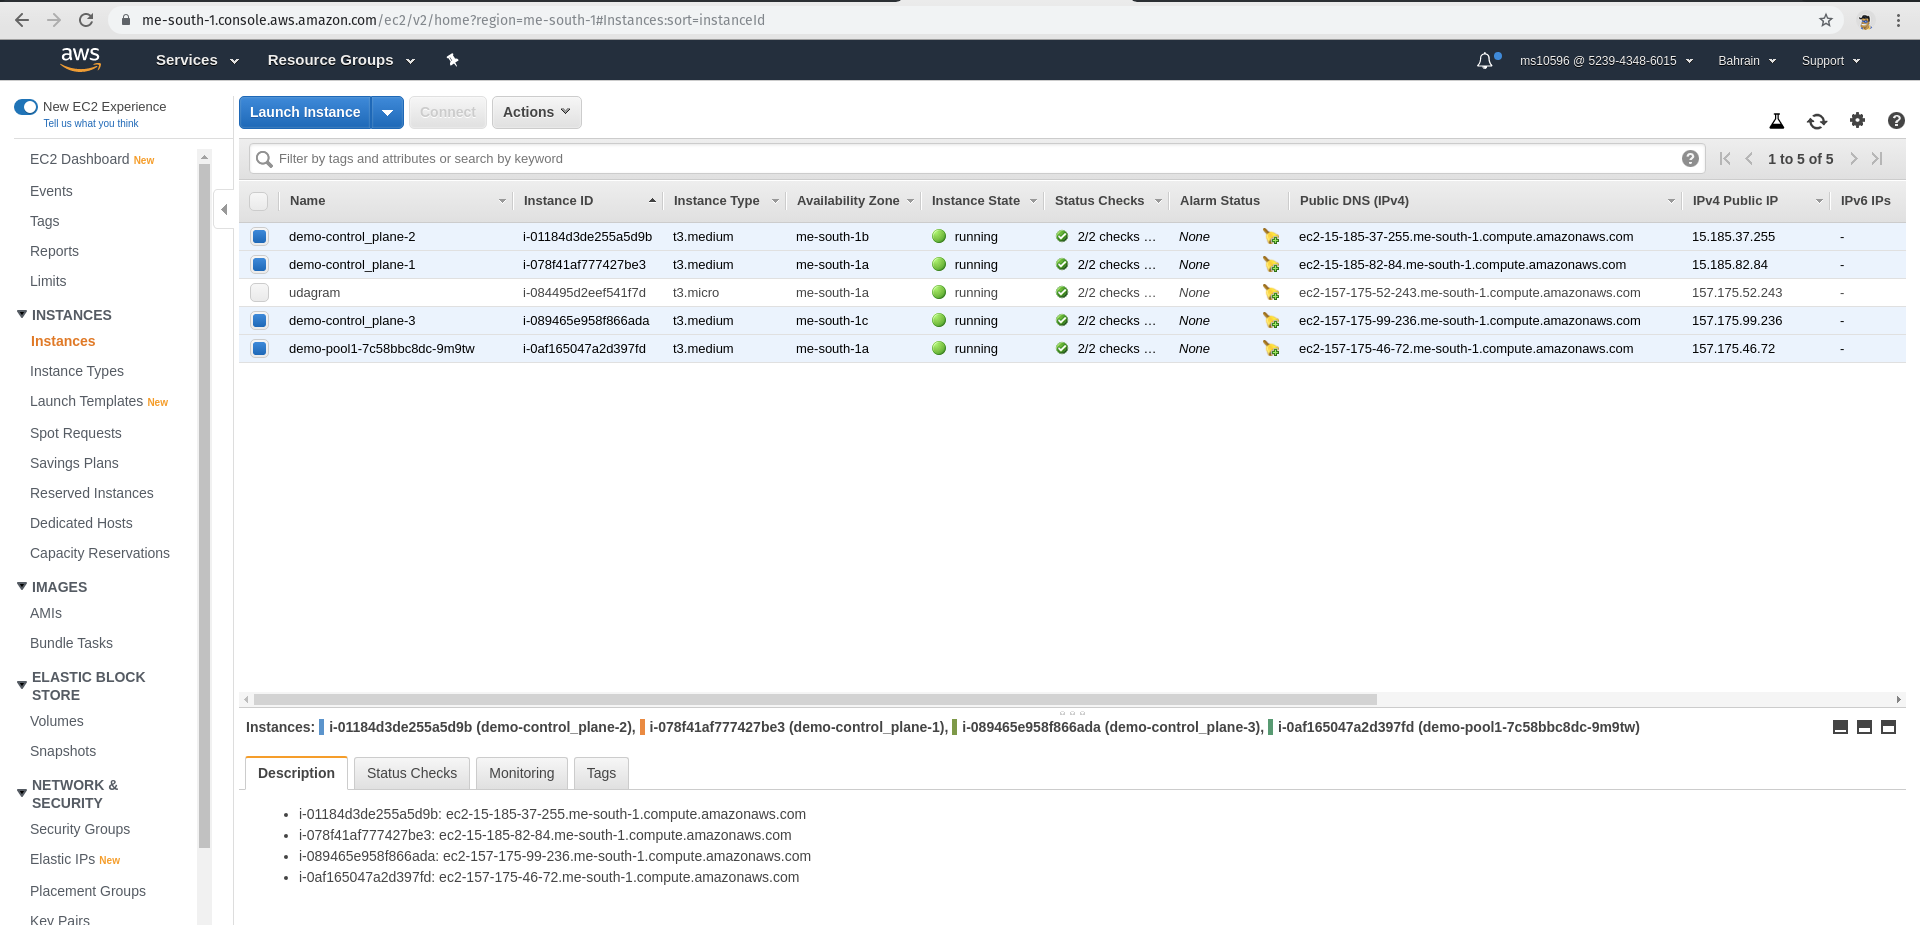 me-south-1.console.aws.amazon.com/ec2/v2/home?region=me-south-1#Instances:sort=instanceId
aws Services Resource Groups ms10596 @ 5239-4348-6015 Bahrain Support
New EC2 Experience
Tell us what you think
EC2 Dashboard New
Events
Tags
Reports
Limits
INSTANCES
Instances
Instance Types
Launch Templates New
Spot Requests
Savings Plans
Reserved Instances
Dedicated Hosts
Capacity Reservations
IMAGES
AMIs
Bundle Tasks
ELASTIC BLOCK
STORE
Volumes
Snapshots
NETWORK &
SECURITY
Security Groups
Elastic IPs New
Placement Groups
Key Pairs
Launch Instance Connect Actions
Filter by tags and attributes or search by keyword 1 to 5 of 5
Name Instance ID Instance Type Availability Zone Instance State Status Checks Alarm Status Public DNS (IPv4) IPv4 Public IP IPv6 IPs
demo-control_plane-2 i-01184d3de255a5d9b t3.medium me-south-1b running 2/2 checks ... None ec2-15-185-37-255.me-south-1.compute.amazonaws.com 15.185.37.255 -
demo-control_plane-1 i-078f41af777427be3 t3.medium me-south-1a running 2/2 checks ... None ec2-15-185-82-84.me-south-1.compute.amazonaws.com 15.185.82.84 -
udagram i-084495d2eef541f7d t3.micro me-south-1a running 2/2 checks ... None ec2-157-175-52-243.me-south-1.compute.amazonaws.com 157.175.52.243 -
demo-control_plane-3 i-089465e958f866ada t3.medium me-south-1c running 2/2 checks ... None ec2-157-175-99-236.me-south-1.compute.amazonaws.com 157.175.99.236 -
demo-pool1-7c58bbc8dc-9m9tw i-0af165047a2d397fd t3.medium me-south-1a running 2/2 checks ... None ec2-157-175-46-72.me-south-1.compute.amazonaws.com 157.175.46.72 -
Instances: i-01184d3de255a5d9b (demo-control_plane-2), i-078f41af777427be3 (demo-control_plane-1), i-089465e958f866ada (demo-control_plane-3), i-0af165047a2d397fd (demo-pool1-7c58bbc8dc-9m9tw)
Description Status Checks Monitoring Tags
• i-01184d3de255a5d9b: ec2-15-185-37-255.me-south-1.compute.amazonaws.com
• i-078f41af777427be3: ec2-15-185-82-84.me-south-1.compute.amazonaws.com
• i-089465e958f866ada: ec2-157-175-99-236.me-south-1.compute.amazonaws.com
• i-0af165047a2d397fd: ec2-157-175-46-72.me-south-1.compute.amazonaws.com